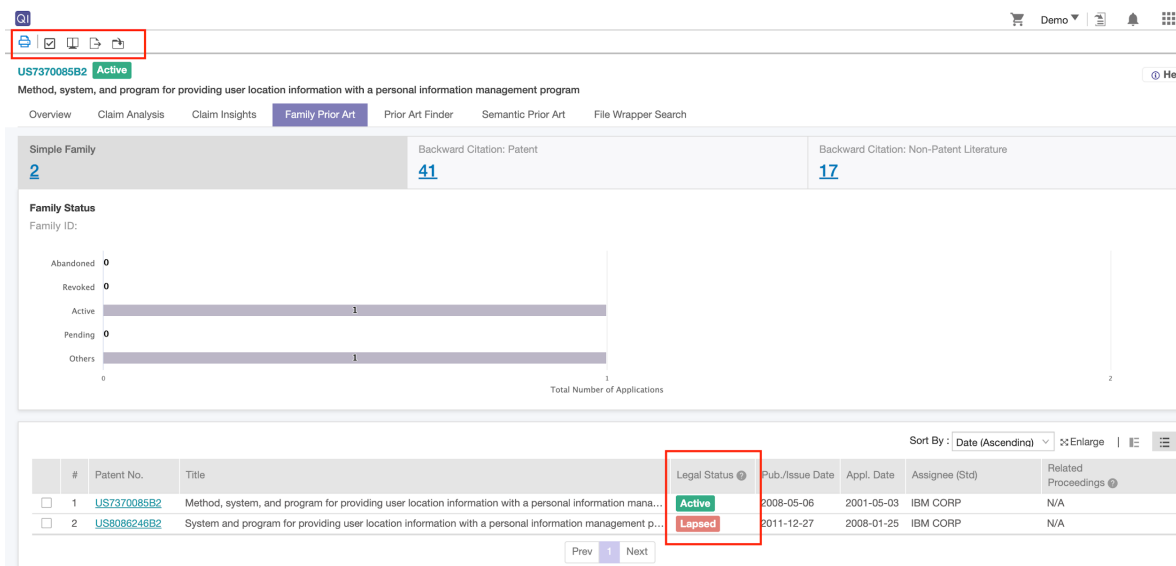 QI
Demo
US7370085B2 Active
Method, system, and program for providing user location information with a personal information management program
He
Overview Claim Analysis Claim Insights Family Prior Art Prior Art Finder Semantic Prior Art File Wrapper Search
Simple Family Backward Citation: Patent Backward Citation: Non-Patent Literature
2 41 17
Family Status
Family ID:
Abandoned 0
Revoked 0
Active 1
Pending 0
Others 1
0 1 2
Total Number of Applications
Sort By : Date (Ascending) Enlarge |
# Patent No. Title Legal Status Pub./Issue Date Appl. Date Assignee (Std) Related Proceedings
1 US7370085B2 Method, system, and program for providing user location information with a personal information mana... Active 2008-05-06 2001-05-03 IBM CORP N/A
2 US8086246B2 System and program for providing user location information with a personal information management p... Lapsed 2011-12-27 2008-01-25 IBM CORP N/A
Prev 1 Next